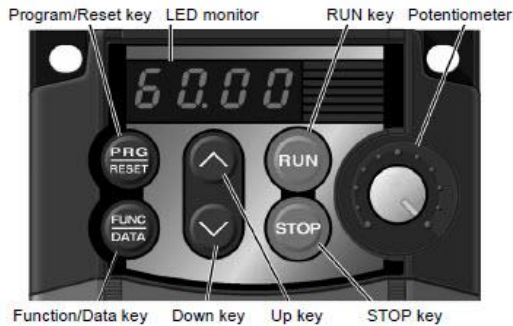 Program/Reset key LED monitor RUN key Potentiometer
60.00
PRG
RESET
RUN
FUNC
DATA
STOP
Function/Data key Down key Up key STOP key